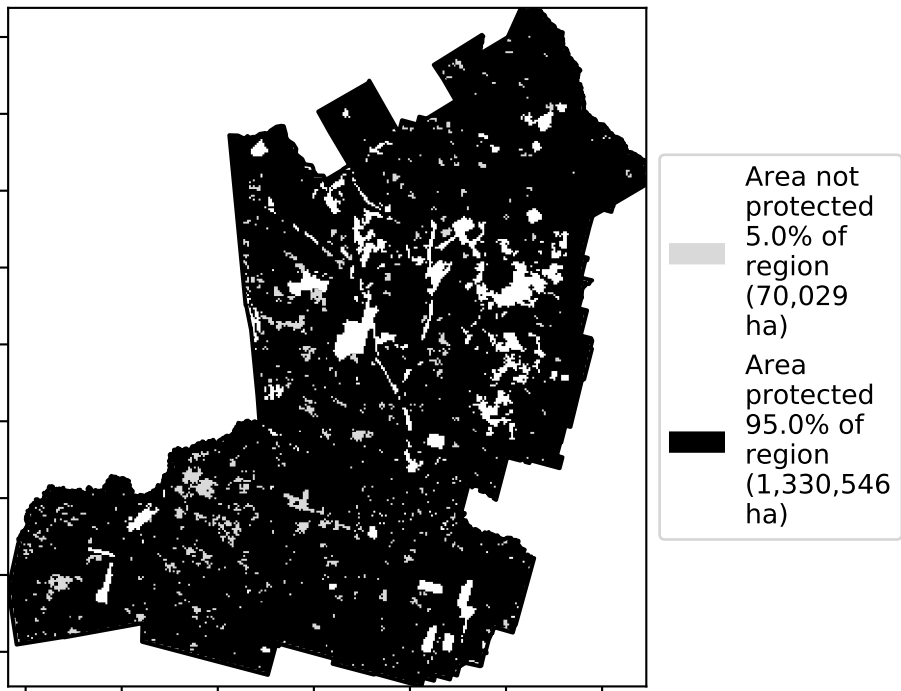 Area not
protected
5.0% of
region
(70,029
ha)
Area
protected
95.0% of
region
(1,330,546
ha)